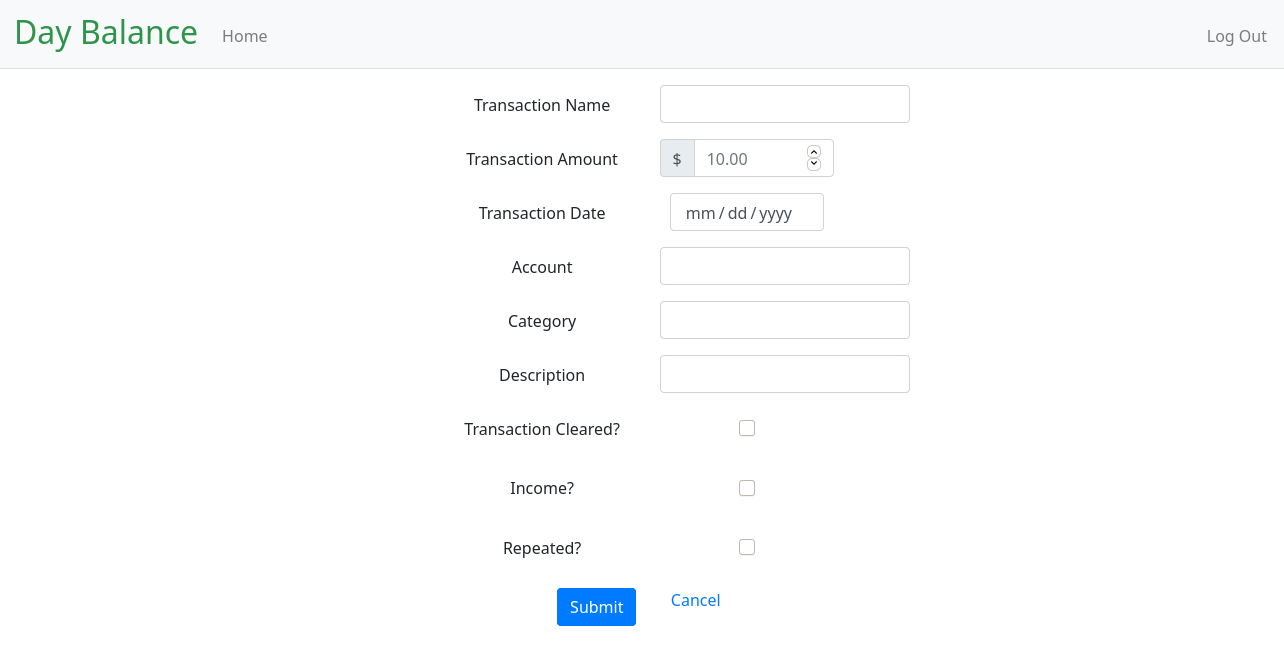 Day Balance Home Log Out
Transaction Name
Transaction Amount $ 10.00
Transaction Date mm/dd/yyyy
Account
Category
Description
Transaction Cleared?
Income?
Repeated?
Submit Cancel